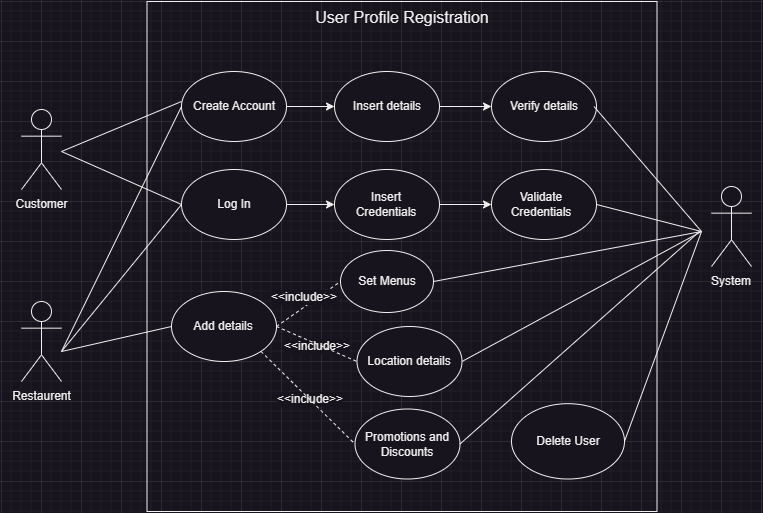 User Profile Registration
Create Account
Insert details
Verify details
Customer
Log In
Insert
Credentials
Validate
Credentials
System
Set Menus
<<include>>
Add details
<<include>>
Location details
Restaurent
<<include>>
Promotions and
Discounts
Delete User